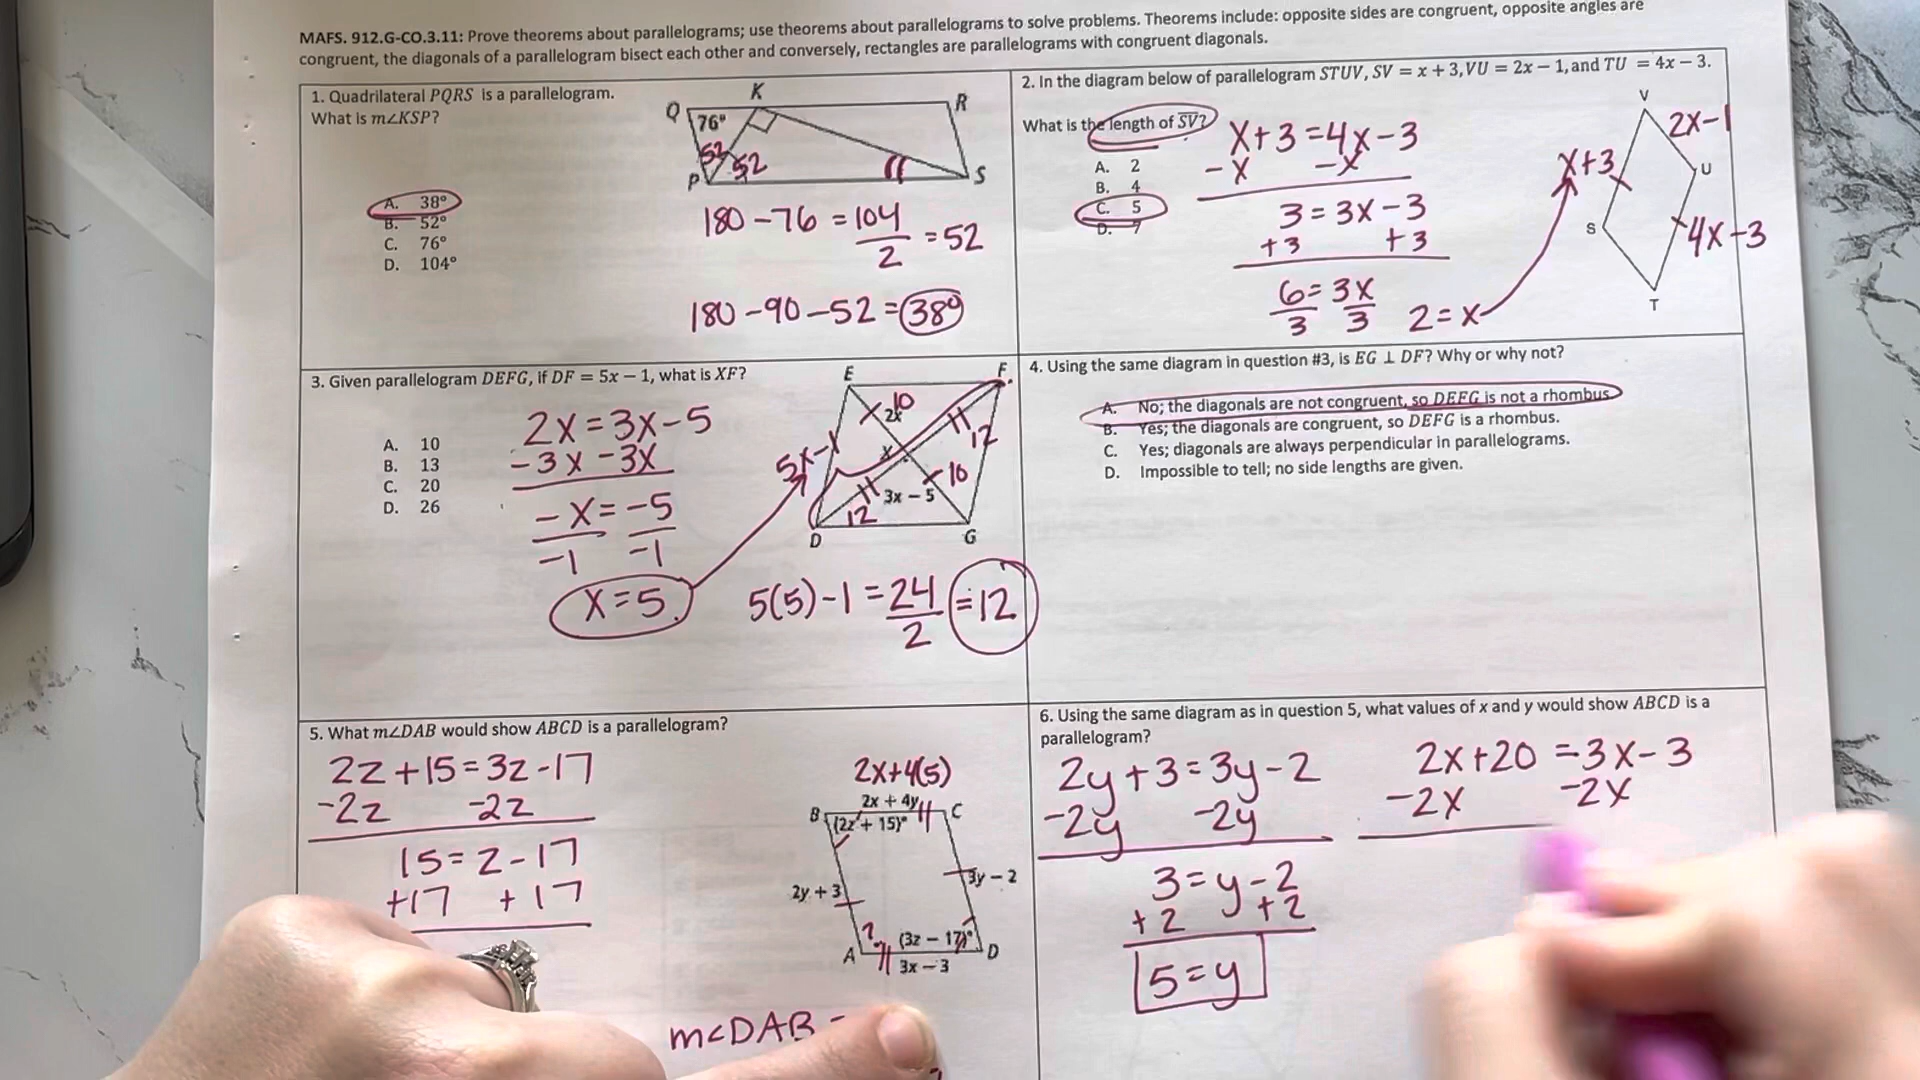 MAFS. 912.G-CO.3.11: Prove theorems about parallelograms; use theorems about parallelograms to solve problems. Theorems include: opposite sides are congruent, opposite angles are
congruent, the diagonals of a parallelogram bisect each other and conversely, rectangles are parallelograms with congruent diagonals.
1. Quadrilateral PQRS is a parallelogram.
What is m∠KSP?
A. 38°
B. 52°
C. 76°
D. 104°
Q K R
76°
52 52
P S
180 - 76 = 104
2
= 52
180 - 90 - 52 = 38°
2. In the diagram below of parallelogram STUV, SV = x + 3, VU = 2x − 1, and TU = 4x − 3.
What is the length of SV?
A. 2
B. 4
C. 5
D. 7
x+3=4x-3
-x -x
3=3x-3
+3 +3
6=3x
3 3
2=x
V
2x-1
x+3
U
S
4x-3
T
3. Given parallelogram DEFG, if DF = 5x − 1, what is XF?
A. 10
B. 13
C. 20
D. 26
2x=3x-5
-3x -3x
-x=-5
-1 -1
x=5
E F
2x 10
12
5x-1
x
10
3x − 5
12
D G
5(5)-1=24
2
=12
4. Using the same diagram in question #3, is EG ⊥ DF? Why or why not?
A. No; the diagonals are not congruent, so DEFG is not a rhombus.
B. Yes; the diagonals are congruent, so DEFG is a rhombus.
C. Yes; diagonals are always perpendicular in parallelograms.
D. Impossible to tell; no side lengths are given.
5. What m∠DAB would show ABCD is a parallelogram?
2z+15=3z-17
-2z -2z
15=z-17
+17 +17
2x+4(5)
2x + 4y
B C
(2z + 15)°
2y + 3
3y − 2
?
(3z − 17)°
A D
3x − 3
m<DAB =
6. Using the same diagram as in question 5, what values of x and y would show ABCD is a
parallelogram?
2y+3=3y-2
-2y -2y
3=y-2
+2 +2
5=y
2x+20=3x-3
-2x -2x